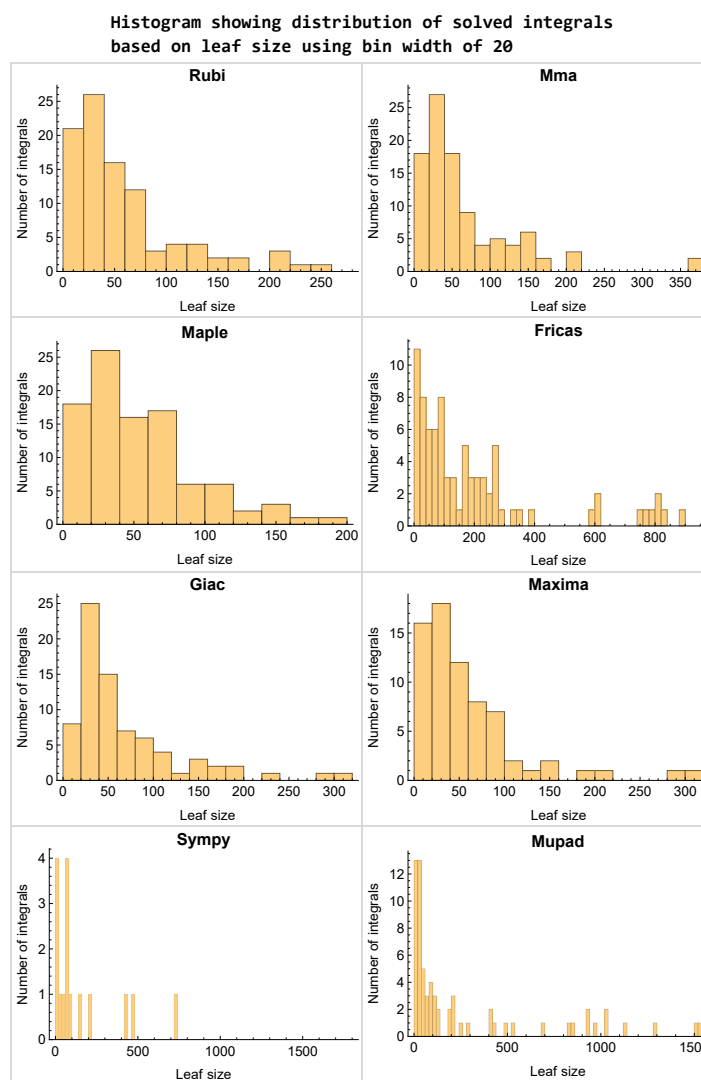 Histogram showing distribution of solved integrals
based on leaf size using bin width of 20
Rubi
Number of integrals
0 5 10 15 20 25
0 50 100 150 200 250
Leaf size
Mma
Number of integrals
0 5 10 15 20 25
0 50 100 150 200 250 300 350
Leaf size
Maple
Number of integrals
0 5 10 15 20 25
0 50 100 150 200
Leaf size
Fricas
Number of integrals
0 2 4 6 8 10
0 200 400 600 800
Leaf size
Giac
Number of integrals
0 5 10 15 20 25
0 50 100 150 200 250 300
Leaf size
Maxima
Number of integrals
0 5 10 15
0 50 100 150 200 250 300
Leaf size
Sympy
Number of integrals
0 1 2 3 4
0 500 1000 1500
Leaf size
Mupad
Number of integrals
0 2 4 6 8 10 12
0 500 1000
Leaf size